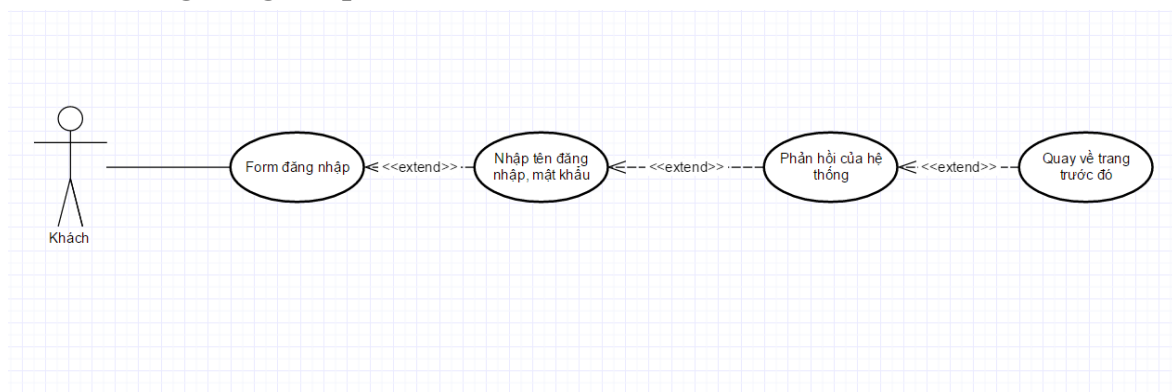 Form đăng nhập
<<extend>>
Nhập tên đăng
nhập, mật khẩu
<<extend>>
Phản hồi của hệ
thống
<<extend>>
Quay về trang
trước đó
Khách